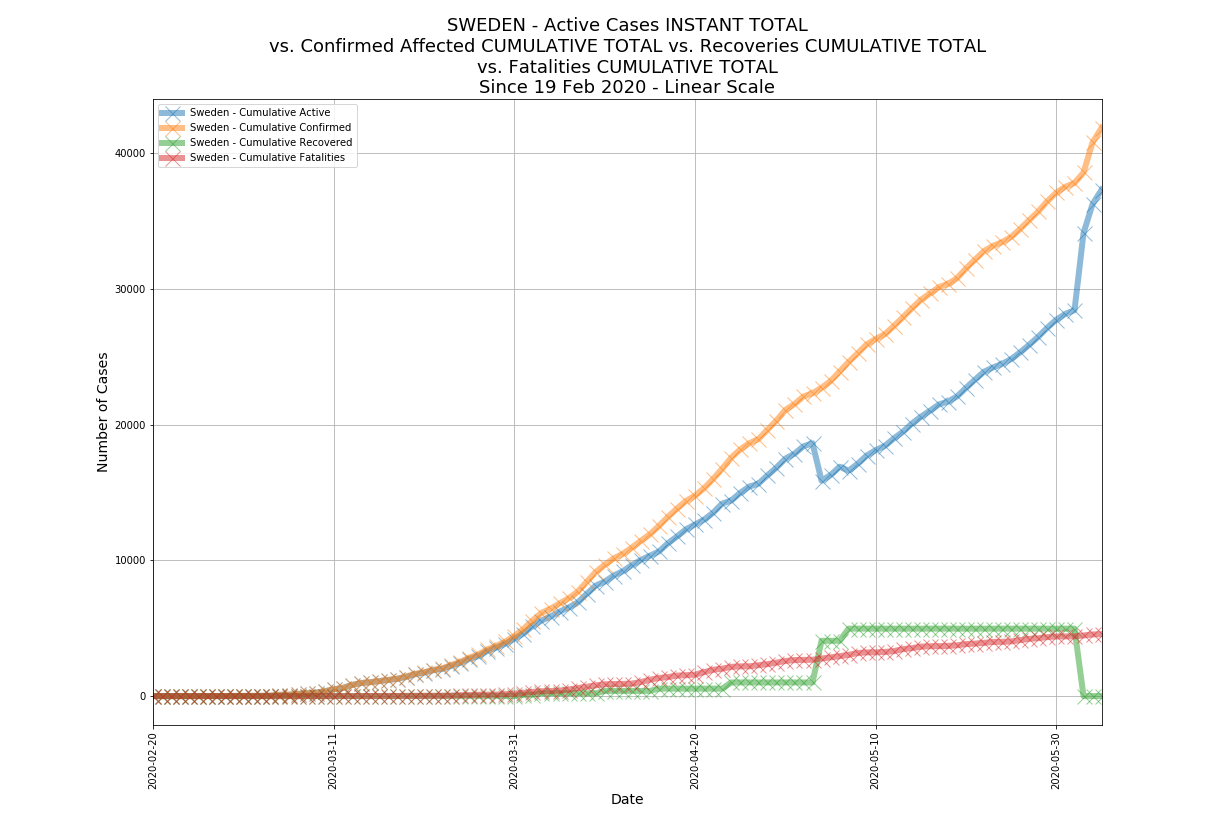 SWEDEN - Active Cases INSTANT TOTAL
vs. Confirmed Affected CUMULATIVE TOTAL vs. Recoveries CUMULATIVE TOTAL
vs. Fatalities CUMULATIVE TOTAL
Since 19 Feb 2020 - Linear Scale
Sweden - Cumulative Active
Sweden - Cumulative Confirmed
Sweden - Cumulative Recovered
Sweden - Cumulative Fatalities
Number of Cases
40000
30000
20000
10000
0
2020-02-20
2020-03-11
2020-03-31
2020-04-20
2020-05-10
2020-05-30
Date